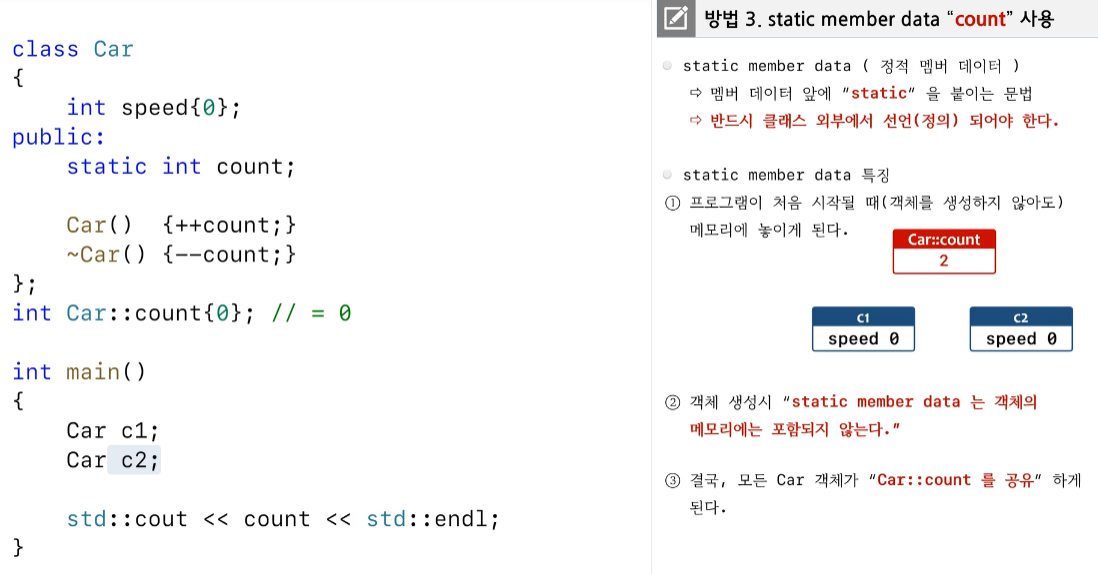 class Car
{
    int speed{0};
public:
    static int count;

    Car()  {++count;}
    ~Car() {--count;}
};
int Car::count{0}; // = 0

int main()
{
    Car c1;
    Car c2;

    std::cout << count << std::endl;
}
방법 3. static member data “count” 사용
static member data ( 정적 멤버 데이터 )
⇨ 멤버 데이터 앞에 “static” 을 붙이는 문법
⇨ 반드시 클래스 외부에서 선언(정의) 되어야 한다.
static member data 특징
① 프로그램이 처음 시작될 때(객체를 생성하지 않아도)
메모리에 놓이게 된다.
Car::count
2
c1
speed 0
c2
speed 0
② 객체 생성시 “static member data 는 객체의
메모리에는 포함되지 않는다.”
③ 결국, 모든 Car 객체가 “Car::count 를 공유” 하게
된다.